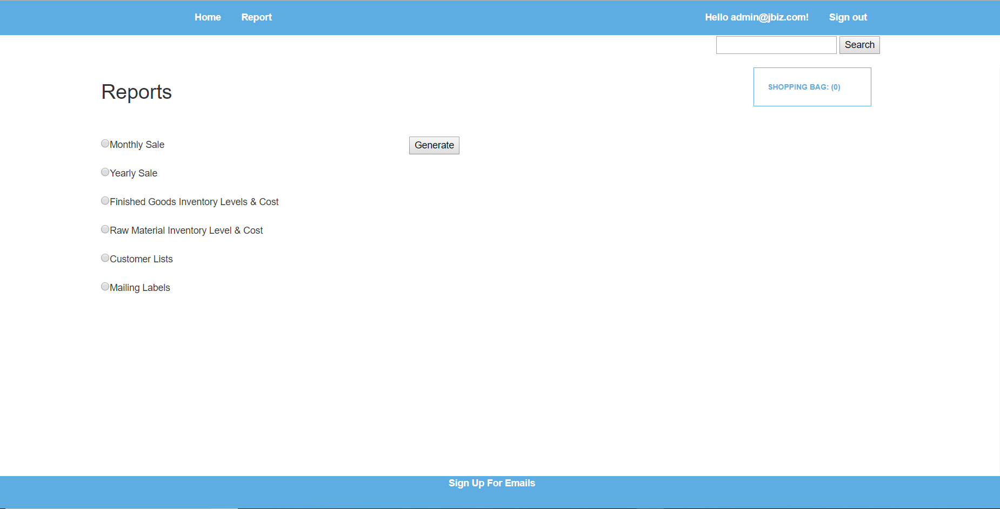 Home Report Hello admin@jbiz.com! Sign out
Search
SHOPPING BAG: (0)
Reports
Monthly Sale
Generate
Yearly Sale
Finished Goods Inventory Levels & Cost
Raw Material Inventory Level & Cost
Customer Lists
Mailing Labels
Sign Up For Emails